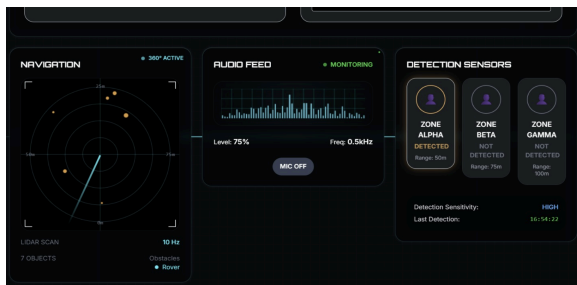 NAVIGATION
360° ACTIVE
LIDAR SCAN
10 Hz
7 OBJECTS
Obstacles
Rover
AUDIO FEED
MONITORING
Level: 75%
Freq: 0.5kHz
MIC OFF
DETECTION SENSORS
ZONE
ALPHA
DETECTED
Range: 50m
ZONE
BETA
NOT
DETECTED
Range: 75m
ZONE
GAMMA
NOT
DETECTED
Range:
100m
Detection Sensitivity:
HIGH
Last Detection:
16:54:22